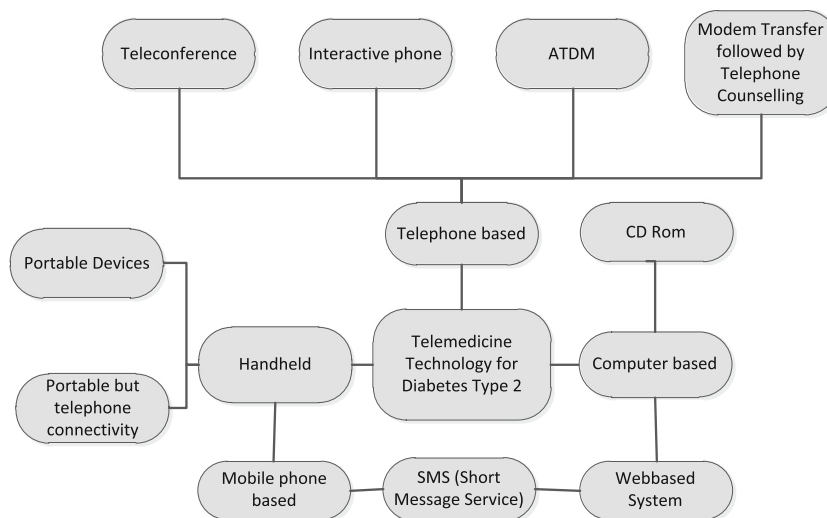 Teleconference
Interactive phone
ATDM
Modem Transfer
followed by
Telephone
Counselling
Telephone based
CD Rom
Portable Devices
Handheld
Telemedicine
Technology for
Diabetes Type 2
Computer based
Portable but
telephone
connectivity
Mobile phone
based
SMS (Short
Message Service)
Webbased
System